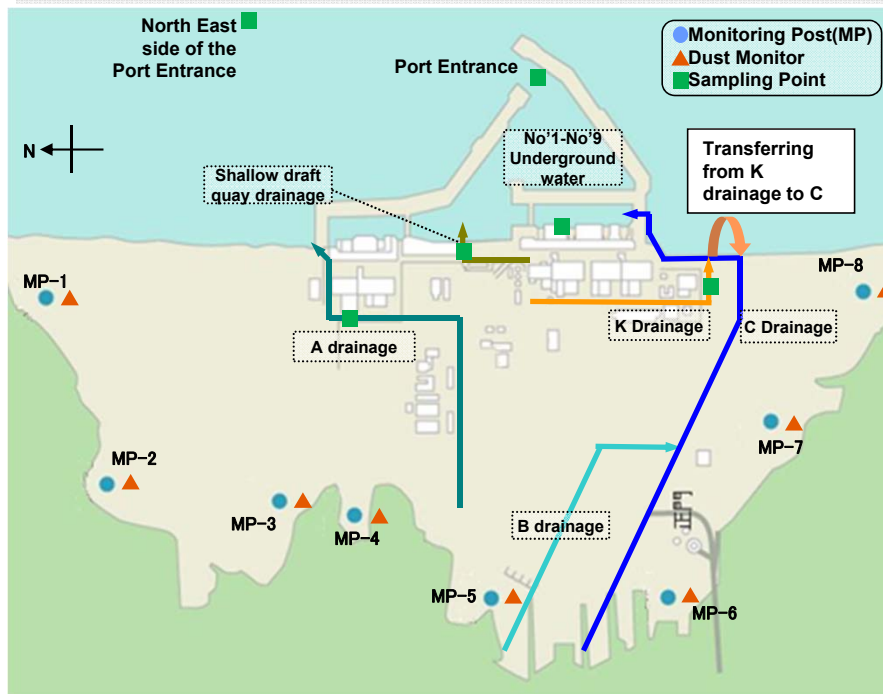 North East
side of the
Port Entrance
Port Entrance
Monitoring Post(MP)
Dust Monitor
Sampling Point
N
No'1-No'9
Underground
water
Transferring
from K
drainage to C
Shallow draft
quay drainage
MP-1
MP-8
K Drainage
C Drainage
A drainage
MP-7
MP-2
MP-3
MP-4
B drainage
MP-5
MP-6